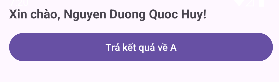 Xin chào, Nguyen Duong Quoc Huy!
Trả kết quả về A